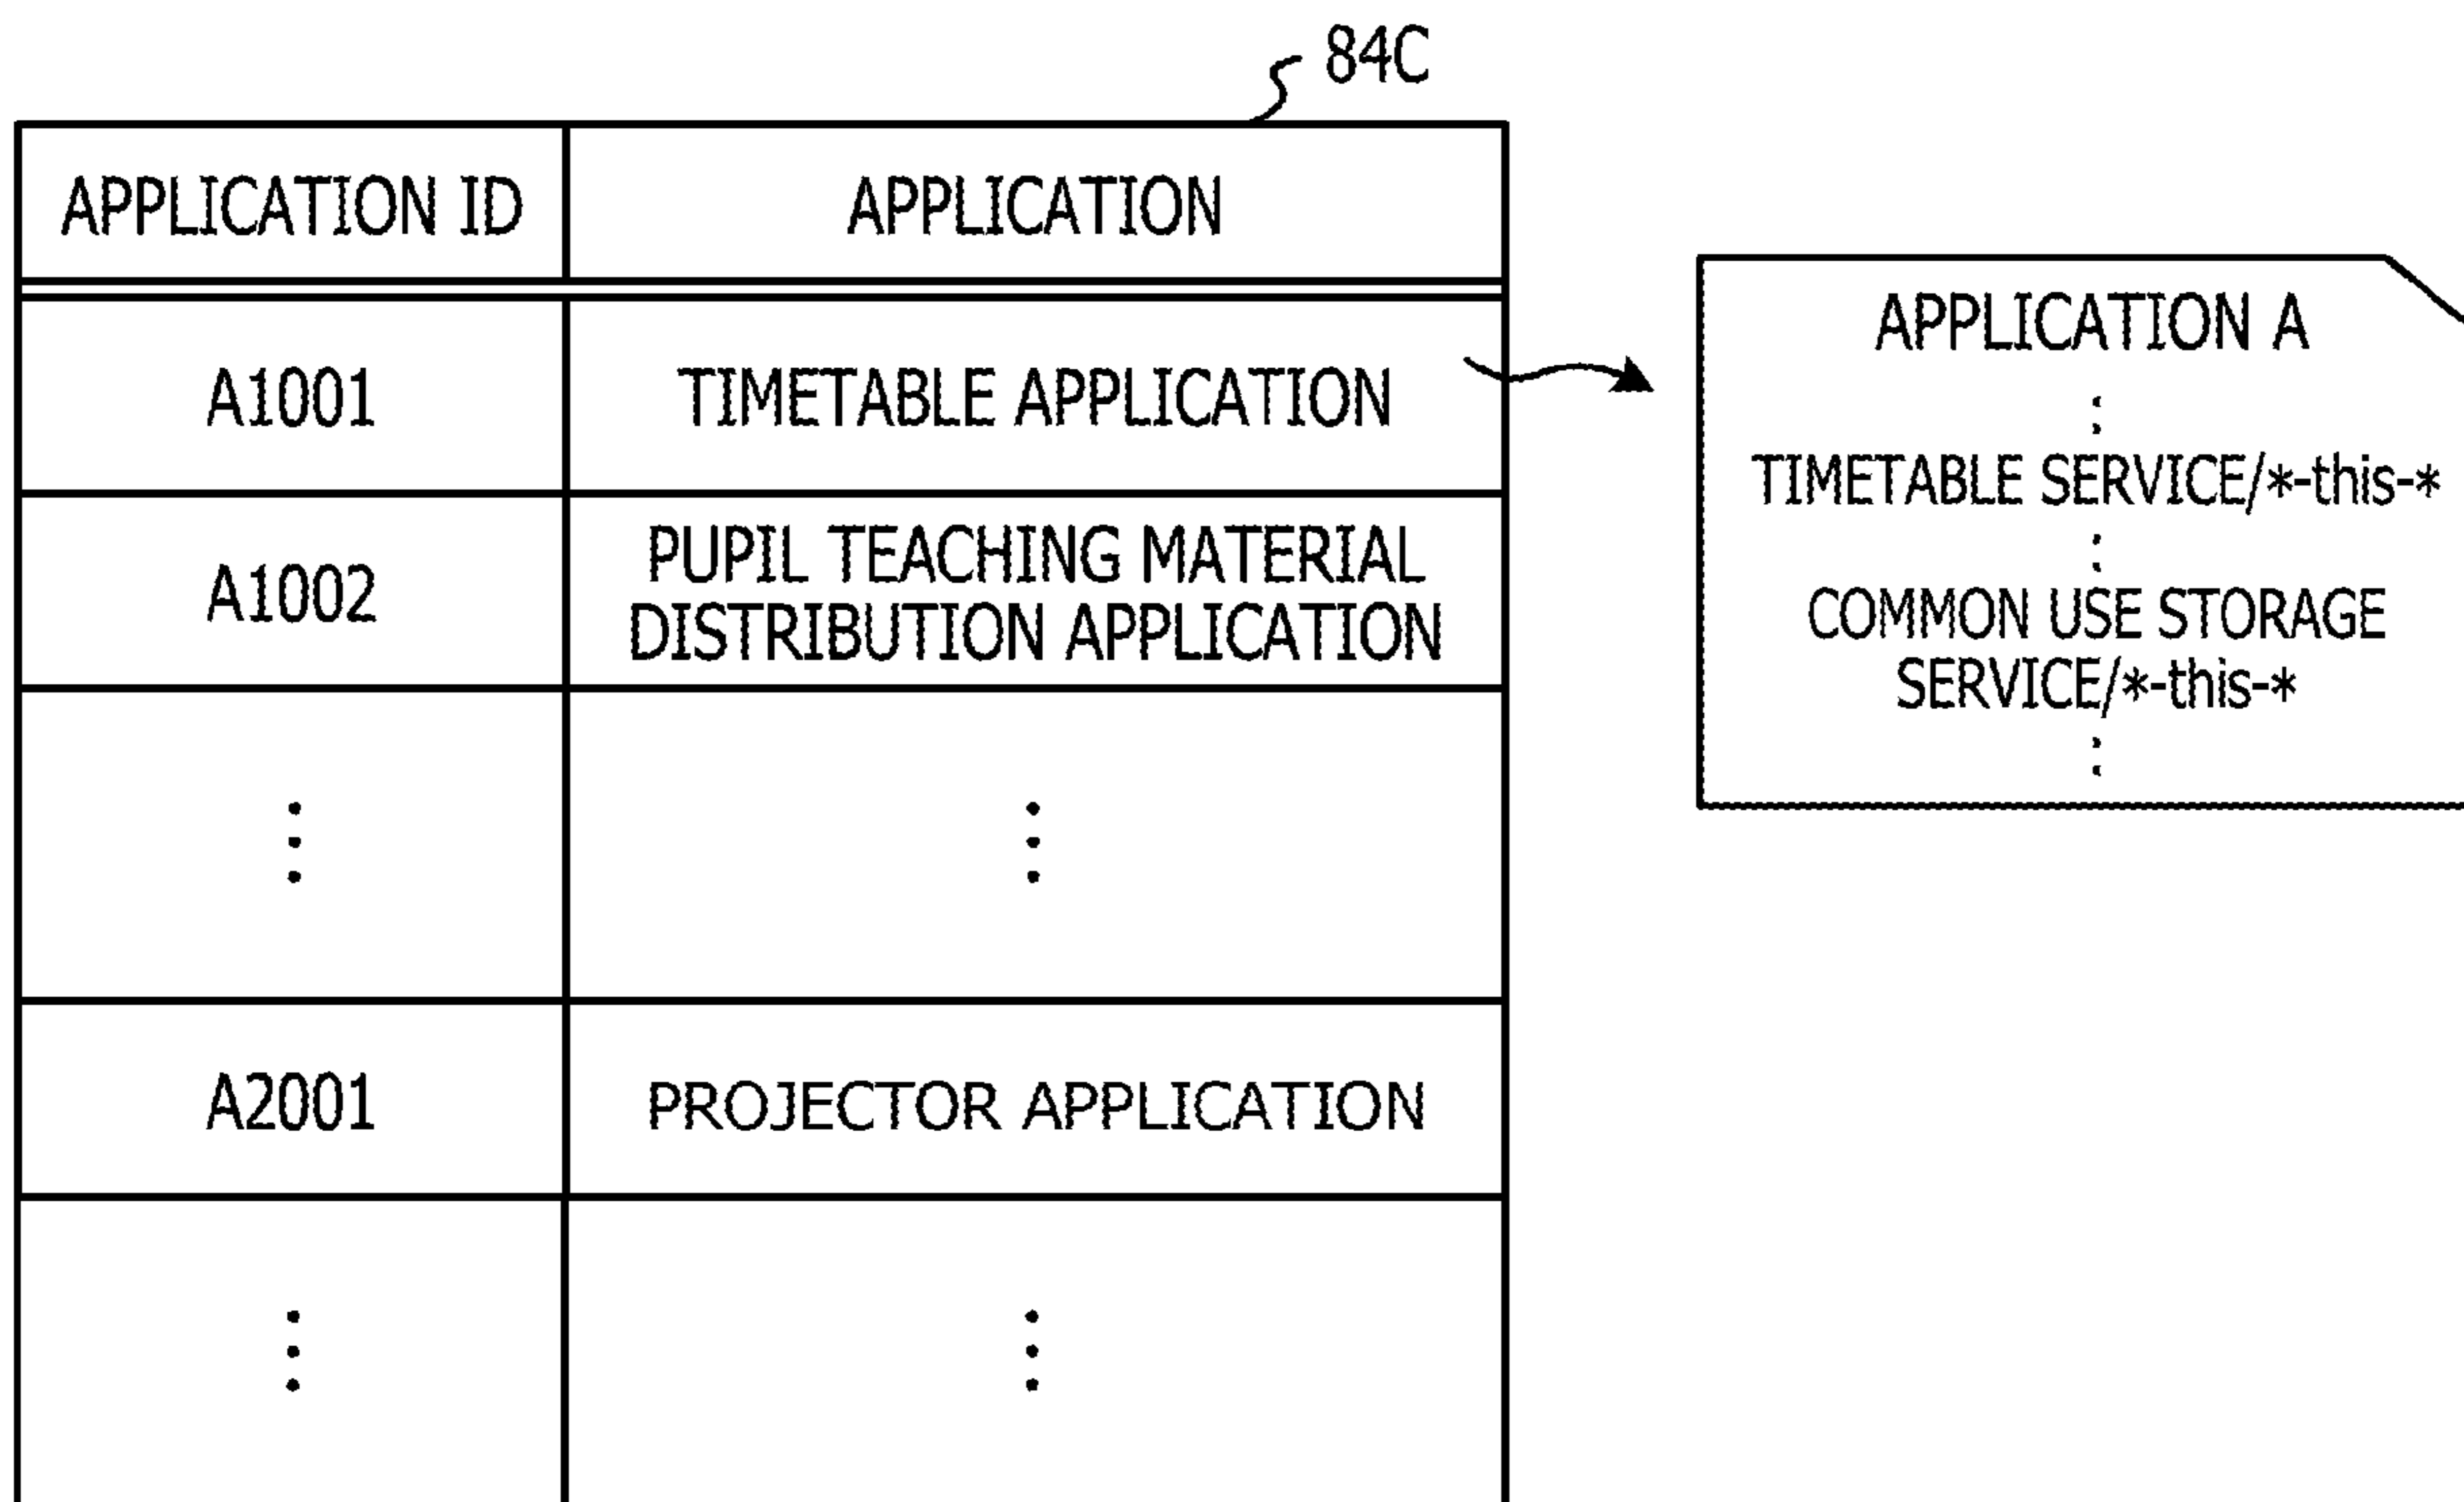 84C
APPLICATION ID APPLICATION
A1001 TIMETABLE APPLICATION
A1002 PUPIL TEACHING MATERIAL
DISTRIBUTION APPLICATION
A2001 PROJECTOR APPLICATION
APPLICATION A
TIMETABLE SERVICE/*-this-*
COMMON USE STORAGE
SERVICE/*-this-*